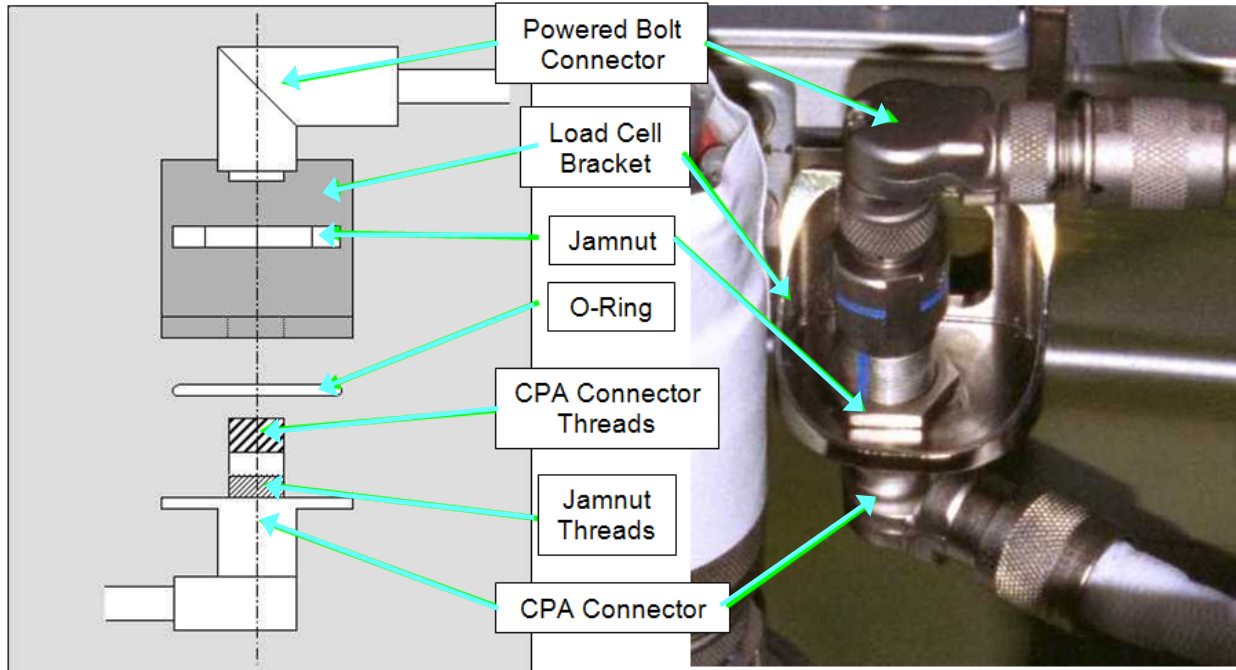 Powered Bolt
Connector
Load Cell
Bracket
Jamnut
O-Ring
CPA Connector
Threads
Jamnut
Threads
CPA Connector